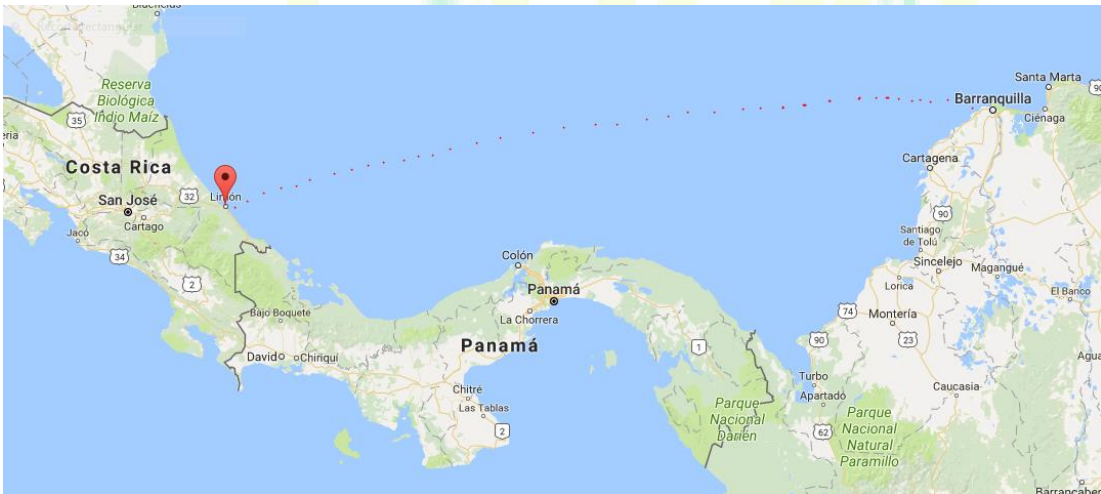 Reserva
Biológica
Indio Maíz
35
Costa Rica
San José
Cartago
32
Limón
Jacó
34
2
Bajo Boquete
David
Chiriquí
Colón
Panamá
La Chorrera
Panamá
Chitré
Las Tablas
2
1
Parque
Nacional
Darién
Santa Marta
90
Barranquilla
Ciénaga
Cartagena
90
Santiago
de Tolú
Sincelejo
Magangué
Lorica
El Banco
74
Montería
90
23
Turbo
Apartadó
Caucasia
62
Parque
Nacional
Natural
Paramillo
Agua
Barrancaber